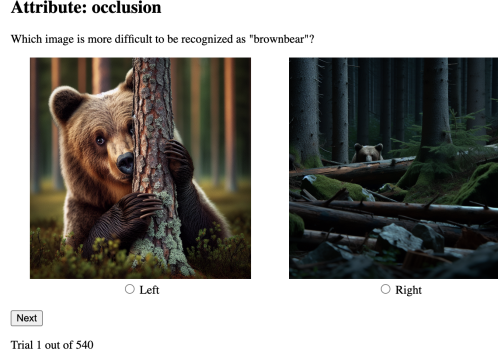 Attribute: occlusion
Which image is more difficult to be recognized as "brownbear"?
Left
Right
Next
Trial 1 out of 540